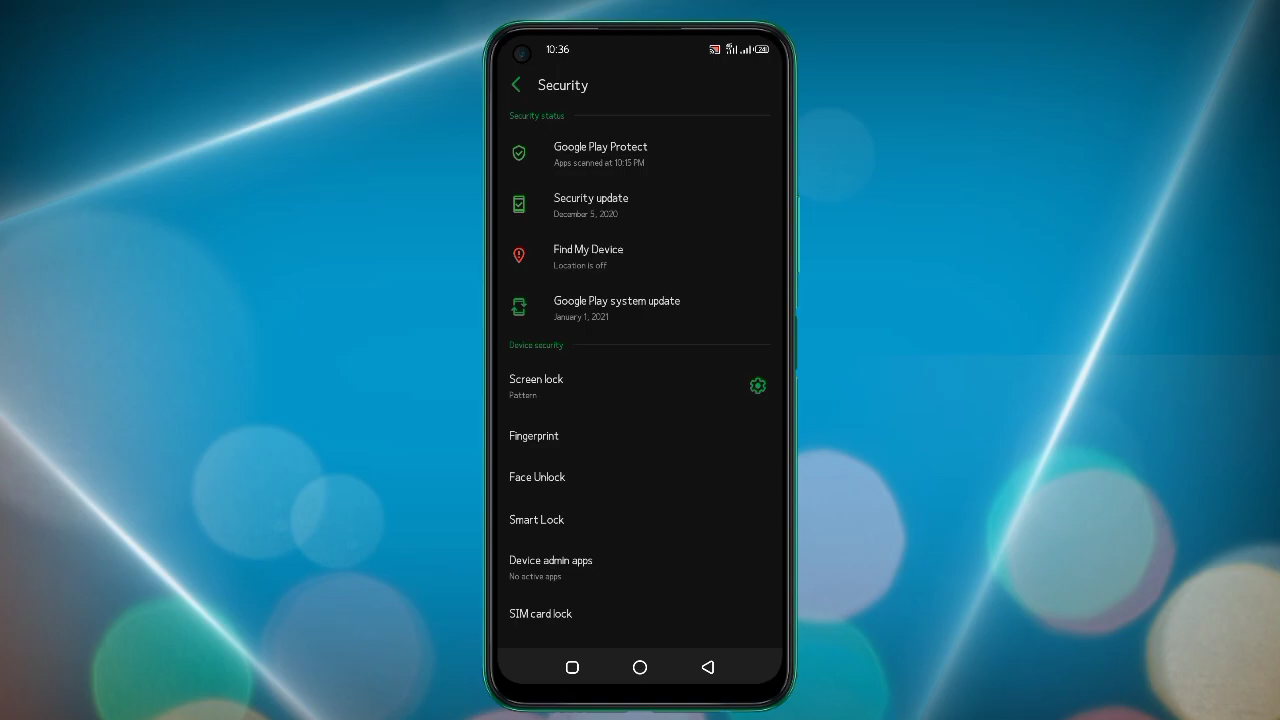 10:36
Security
Security status
Google Play Protect
Apps scanned at 10:15 PM
Security update
December 5, 2020
Find My Device
Location is off
Google Play system update
January 1, 2021
Device security
Screen lock
Pattern
Fingerprint
Face Unlock
Smart Lock
Device admin apps
No active apps
SIM card lock